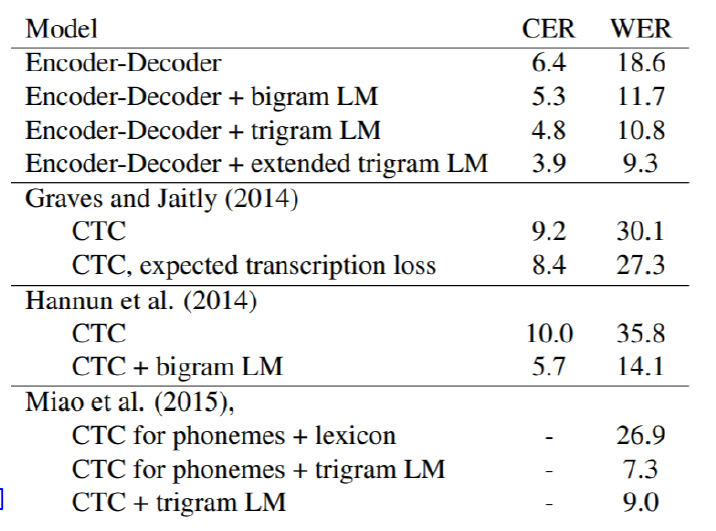 Model CER WER
Encoder-Decoder 6.4 18.6
Encoder-Decoder + bigram LM 5.3 11.7
Encoder-Decoder + trigram LM 4.8 10.8
Encoder-Decoder + extended trigram LM 3.9 9.3
Graves and Jaitly (2014)
CTC 9.2 30.1
CTC, expected transcription loss 8.4 27.3
Hannun et al. (2014)
CTC 10.0 35.8
CTC + bigram LM 5.7 14.1
Miao et al. (2015),
CTC for phonemes + lexicon - 26.9
CTC for phonemes + trigram LM - 7.3
CTC + trigram LM - 9.0